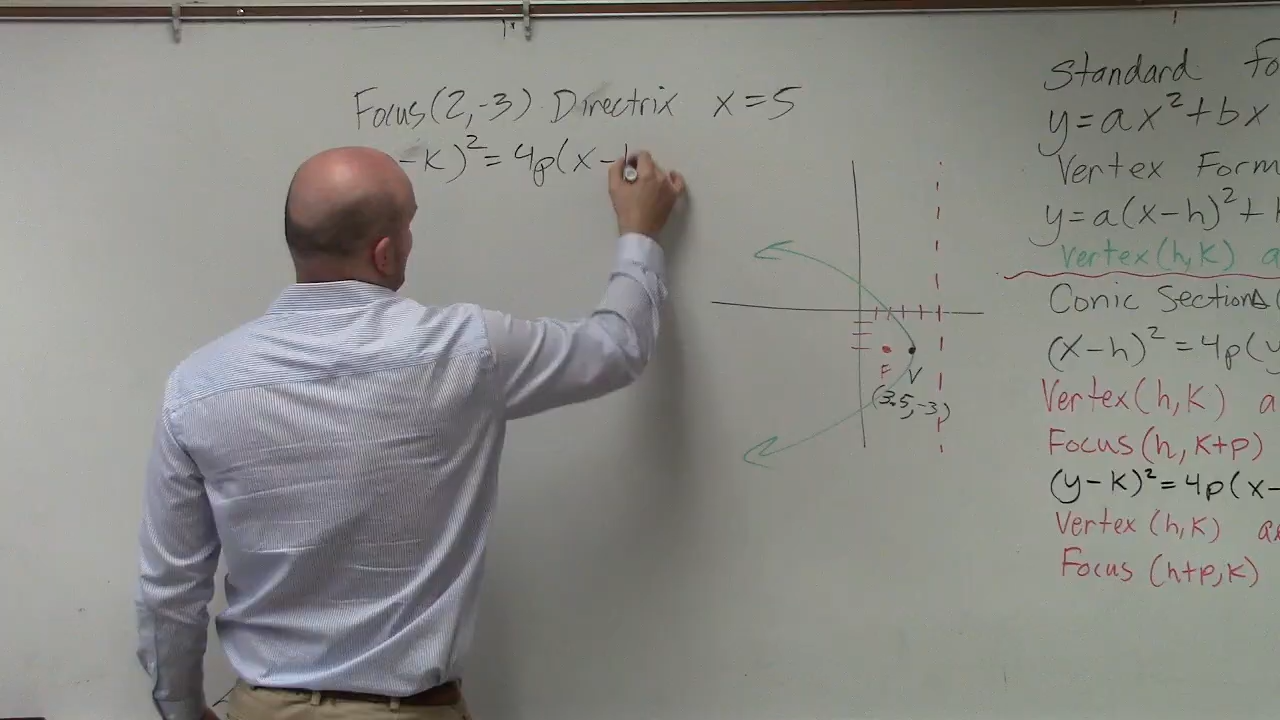 Focus (2,-3) Directrix x=5
-k)²=4p(x-
F
V
(3.5,-3)
Standard Fo
y=ax²+bx
Vertex Form
y=a(x-h)²+
Vertex (h,k) a
Conic Sections (
(x-h)²=4p(y
Vertex (h,k) a
Focus (h,k+p)
(y-k)²=4p(x-
Vertex (h,k) ax
Focus (h+p,k)